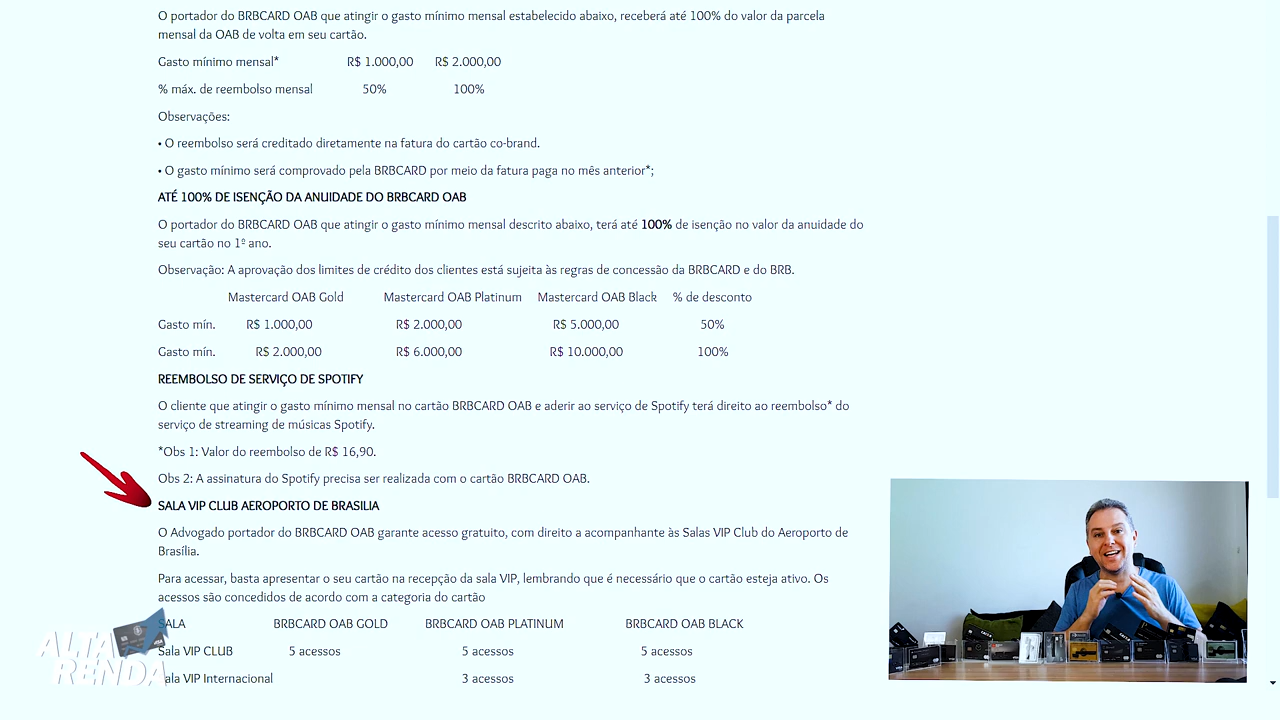 O portador do BRBCARD OAB que atingir o gasto mínimo mensal estabelecido abaixo, receberá até 100% do valor da parcela
mensal da OAB de volta em seu cartão.
Gasto mínimo mensal* R$ 1.000,00 R$ 2.000,00
% máx. de reembolso mensal 50% 100%
Observações:
• O reembolso será creditado diretamente na fatura do cartão co-brand.
• O gasto mínimo será comprovado pela BRBCARD por meio da fatura paga no mês anterior*;
ATÉ 100% DE ISENÇÃO DA ANUIDADE DO BRBCARD OAB
O portador do BRBCARD OAB que atingir o gasto mínimo mensal descrito abaixo, terá até 100% de isenção no valor da anuidade do
seu cartão no 1º ano.
Observação: A aprovação dos limites de crédito dos clientes está sujeita às regras de concessão da BRBCARD e do BRB.
Mastercard OAB Gold Mastercard OAB Platinum Mastercard OAB Black % de desconto
Gasto mín. R$ 1.000,00 R$ 2.000,00 R$ 5.000,00 50%
Gasto mín. R$ 2.000,00 R$ 6.000,00 R$ 10.000,00 100%
REEMBOLSO DE SERVIÇO DE SPOTIFY
O cliente que atingir o gasto mínimo mensal no cartão BRBCARD OAB e aderir ao serviço de Spotify terá direito ao reembolso* do
serviço de streaming de músicas Spotify.
*Obs 1: Valor do reembolso de R$ 16,90.
Obs 2: A assinatura do Spotify precisa ser realizada com o cartão BRBCARD OAB.
SALA VIP CLUB AEROPORTO DE BRASILIA
O Advogado portador do BRBCARD OAB garante acesso gratuito, com direito a acompanhante às Salas VIP Club do Aeroporto de
Brasília.
Para acessar, basta apresentar o seu cartão na recepção da sala VIP, lembrando que é necessário que o cartão esteja ativo. Os
acessos são concedidos de acordo com a categoria do cartão
SALA BRBCARD OAB GOLD BRBCARD OAB PLATINUM BRBCARD OAB BLACK
Sala VIP CLUB 5 acessos 5 acessos 5 acessos
Sala VIP Internacional 3 acessos 3 acessos
ALTA
RENDA